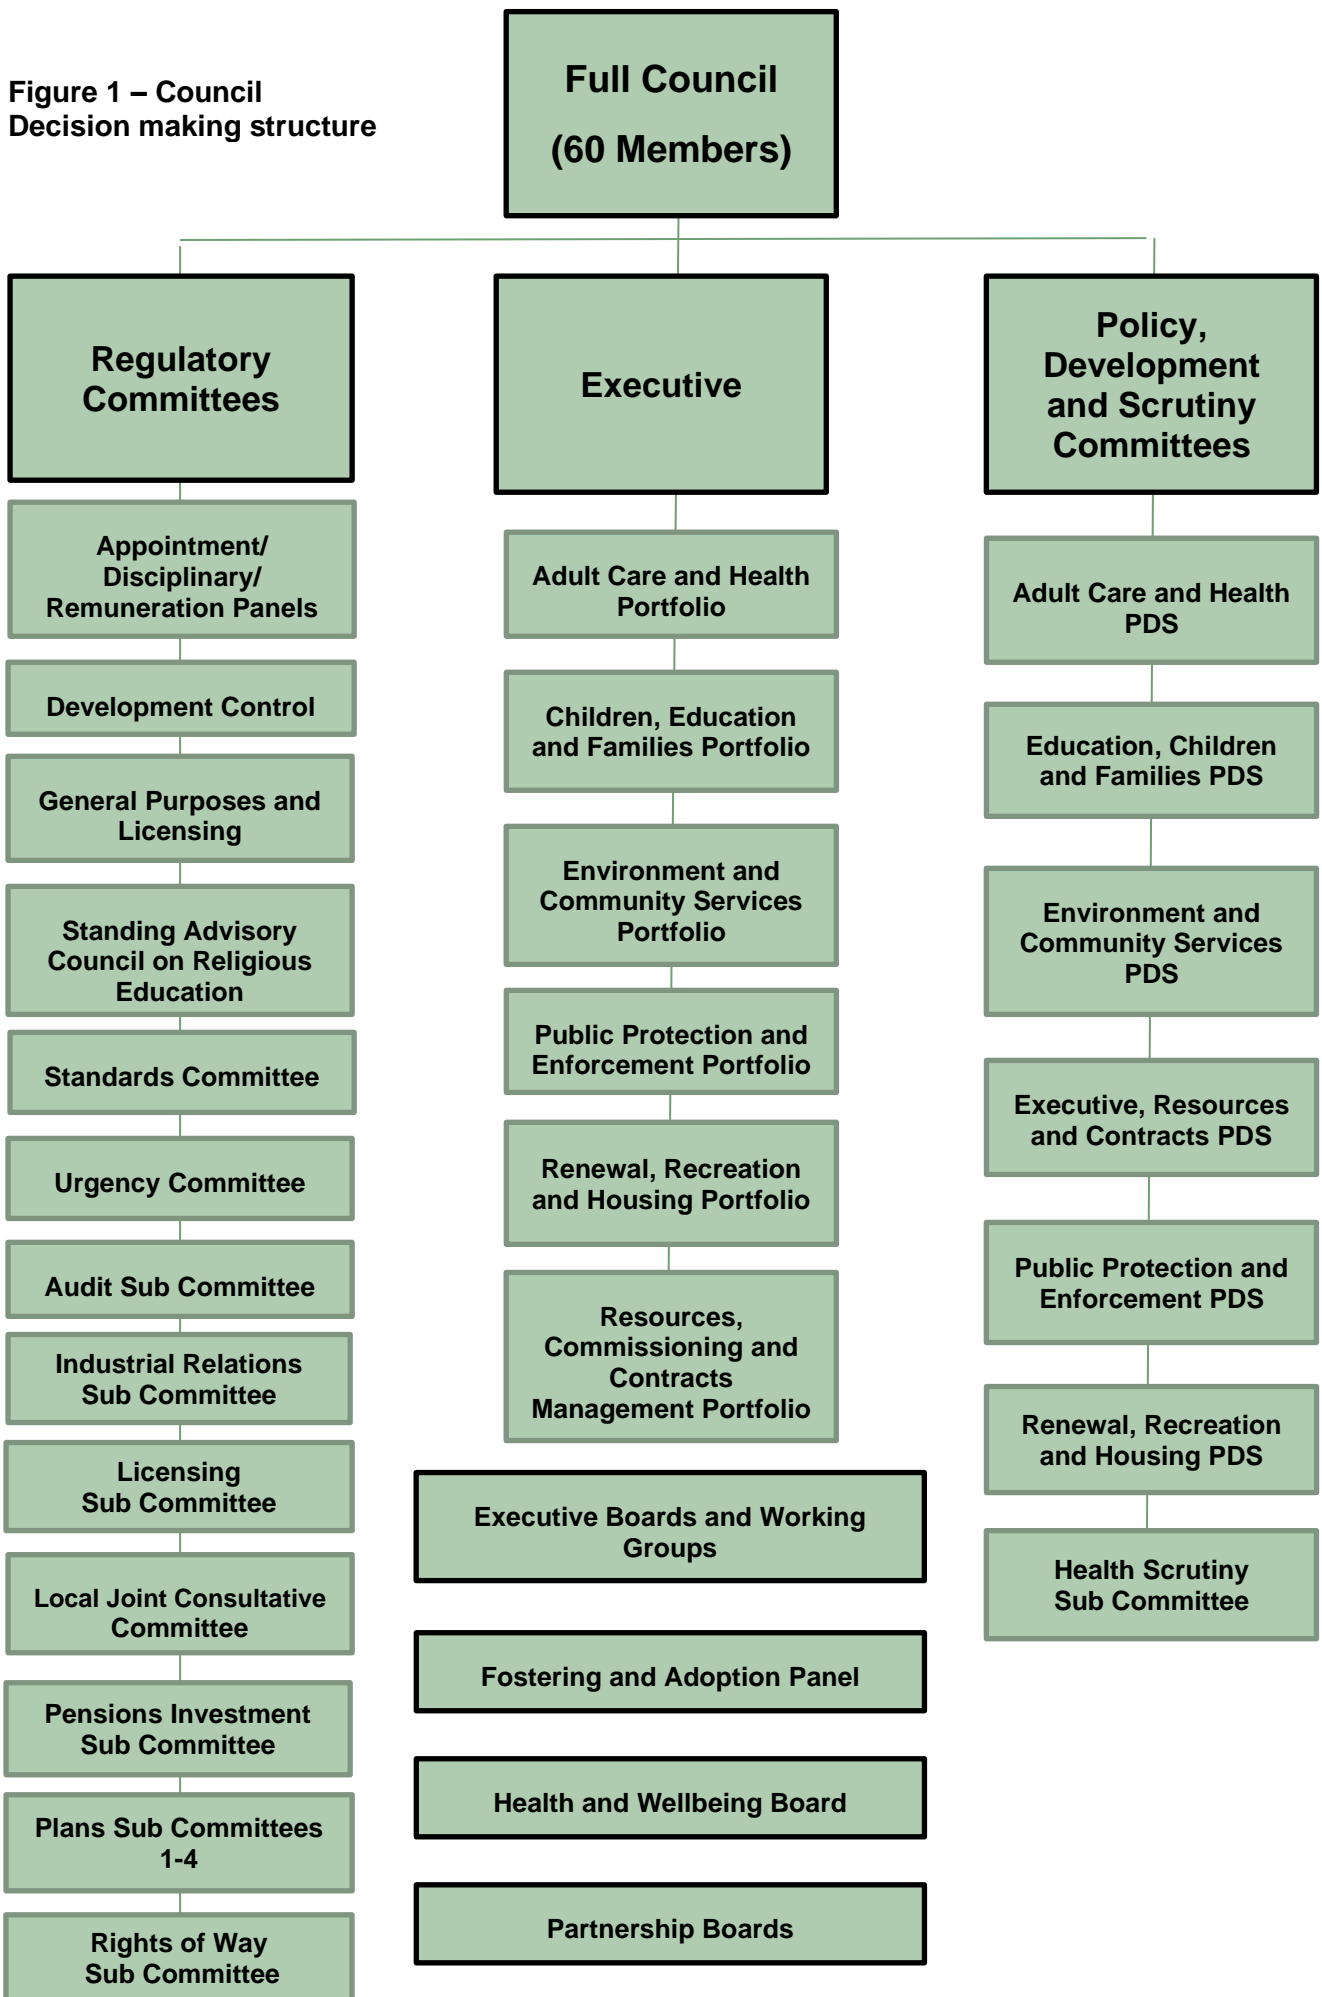 Figure 1 – Council
Decision making structure
Full Council
(60 Members)
Regulatory
Committees
Appointment/
Disciplinary/
Remuneration Panels
Development Control
General Purposes and
Licensing
Standing Advisory
Council on Religious
Education
Standards Committee
Urgency Committee
Audit Sub Committee
Industrial Relations
Sub Committee
Licensing
Sub Committee
Local Joint Consultative
Committee
Pensions Investment
Sub Committee
Plans Sub Committees
1-4
Rights of Way
Sub Committee
Executive
Adult Care and Health
Portfolio
Children, Education
and Families Portfolio
Environment and
Community Services
Portfolio
Public Protection and
Enforcement Portfolio
Renewal, Recreation
and Housing Portfolio
Resources,
Commissioning and
Contracts
Management Portfolio
Executive Boards and Working
Groups
Fostering and Adoption Panel
Health and Wellbeing Board
Partnership Boards
Policy,
Development
and Scrutiny
Committees
Adult Care and Health
PDS
Education, Children
and Families PDS
Environment and
Community Services
PDS
Executive, Resources
and Contracts PDS
Public Protection and
Enforcement PDS
Renewal, Recreation
and Housing PDS
Health Scrutiny
Sub Committee